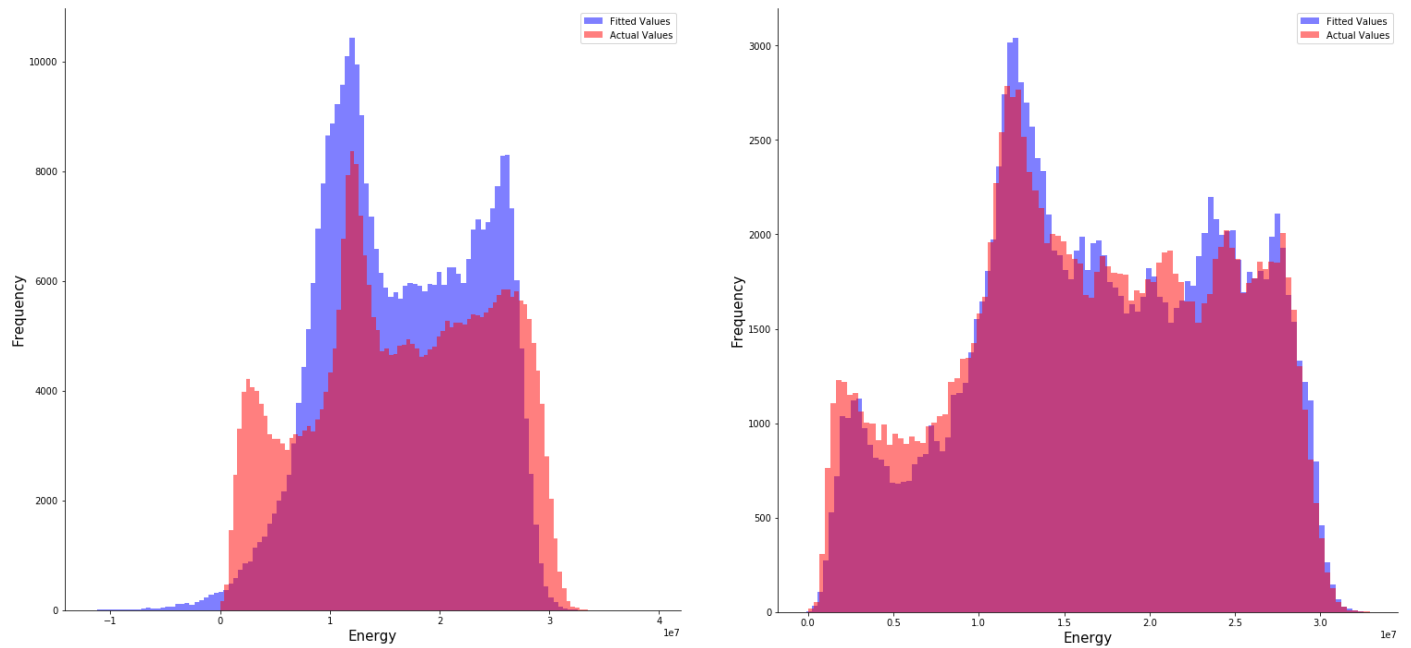 Fitted Values
Actual Values
10000
8000
6000
4000
2000
0
Frequency
−1
0
1
2
3
4
1e7
Energy
Fitted Values
Actual Values
3000
2500
2000
1500
1000
500
0
Frequency
0.0
0.5
1.0
1.5
2.0
2.5
3.0
1e7
Energy